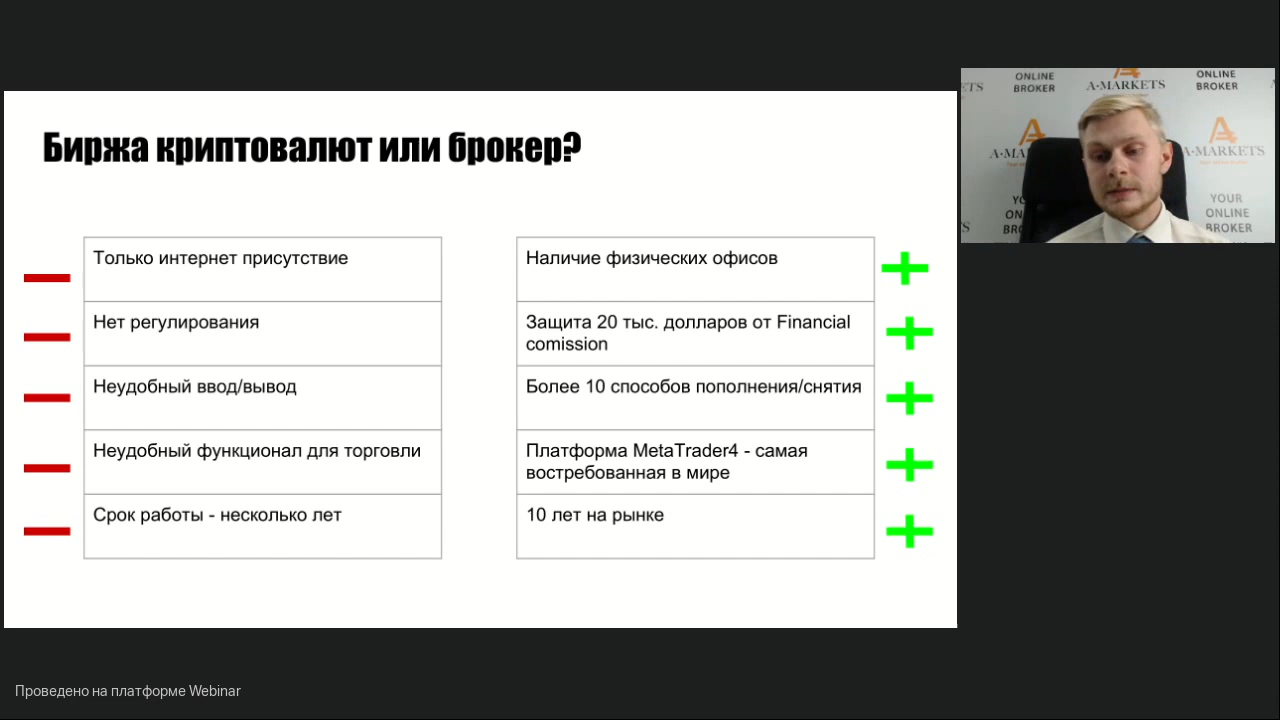 Биржа криптовалют или брокер?
Только интернет присутствие
Наличие физических офисов
Нет регулирования
Защита 20 тыс. долларов от Financial
comission
Неудобный ввод/вывод
Более 10 способов пополнения/снятия
Неудобный функционал для торговли
Платформа MetaTrader4 - самая
востребованная в мире
Срок работы - несколько лет
10 лет на рынке
ETS
ONLINE
BROKER
A·MARKETS
ONLINE
BROKER
A·MARKETS
YOUR
ONLINE
BROKER
Проведено на платформе Webinar